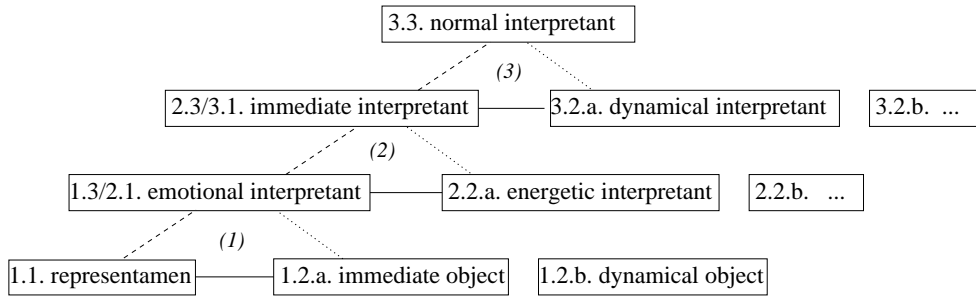 3.3. normal interpretant
(3)
2.3/3.1. immediate interpretant 3.2.a. dynamical interpretant 3.2.b. ...
(2)
1.3/2.1. emotional interpretant 2.2.a. energetic interpretant 2.2.b. ...
(1)
1.1. representamen 1.2.a. immediate object 1.2.b. dynamical object